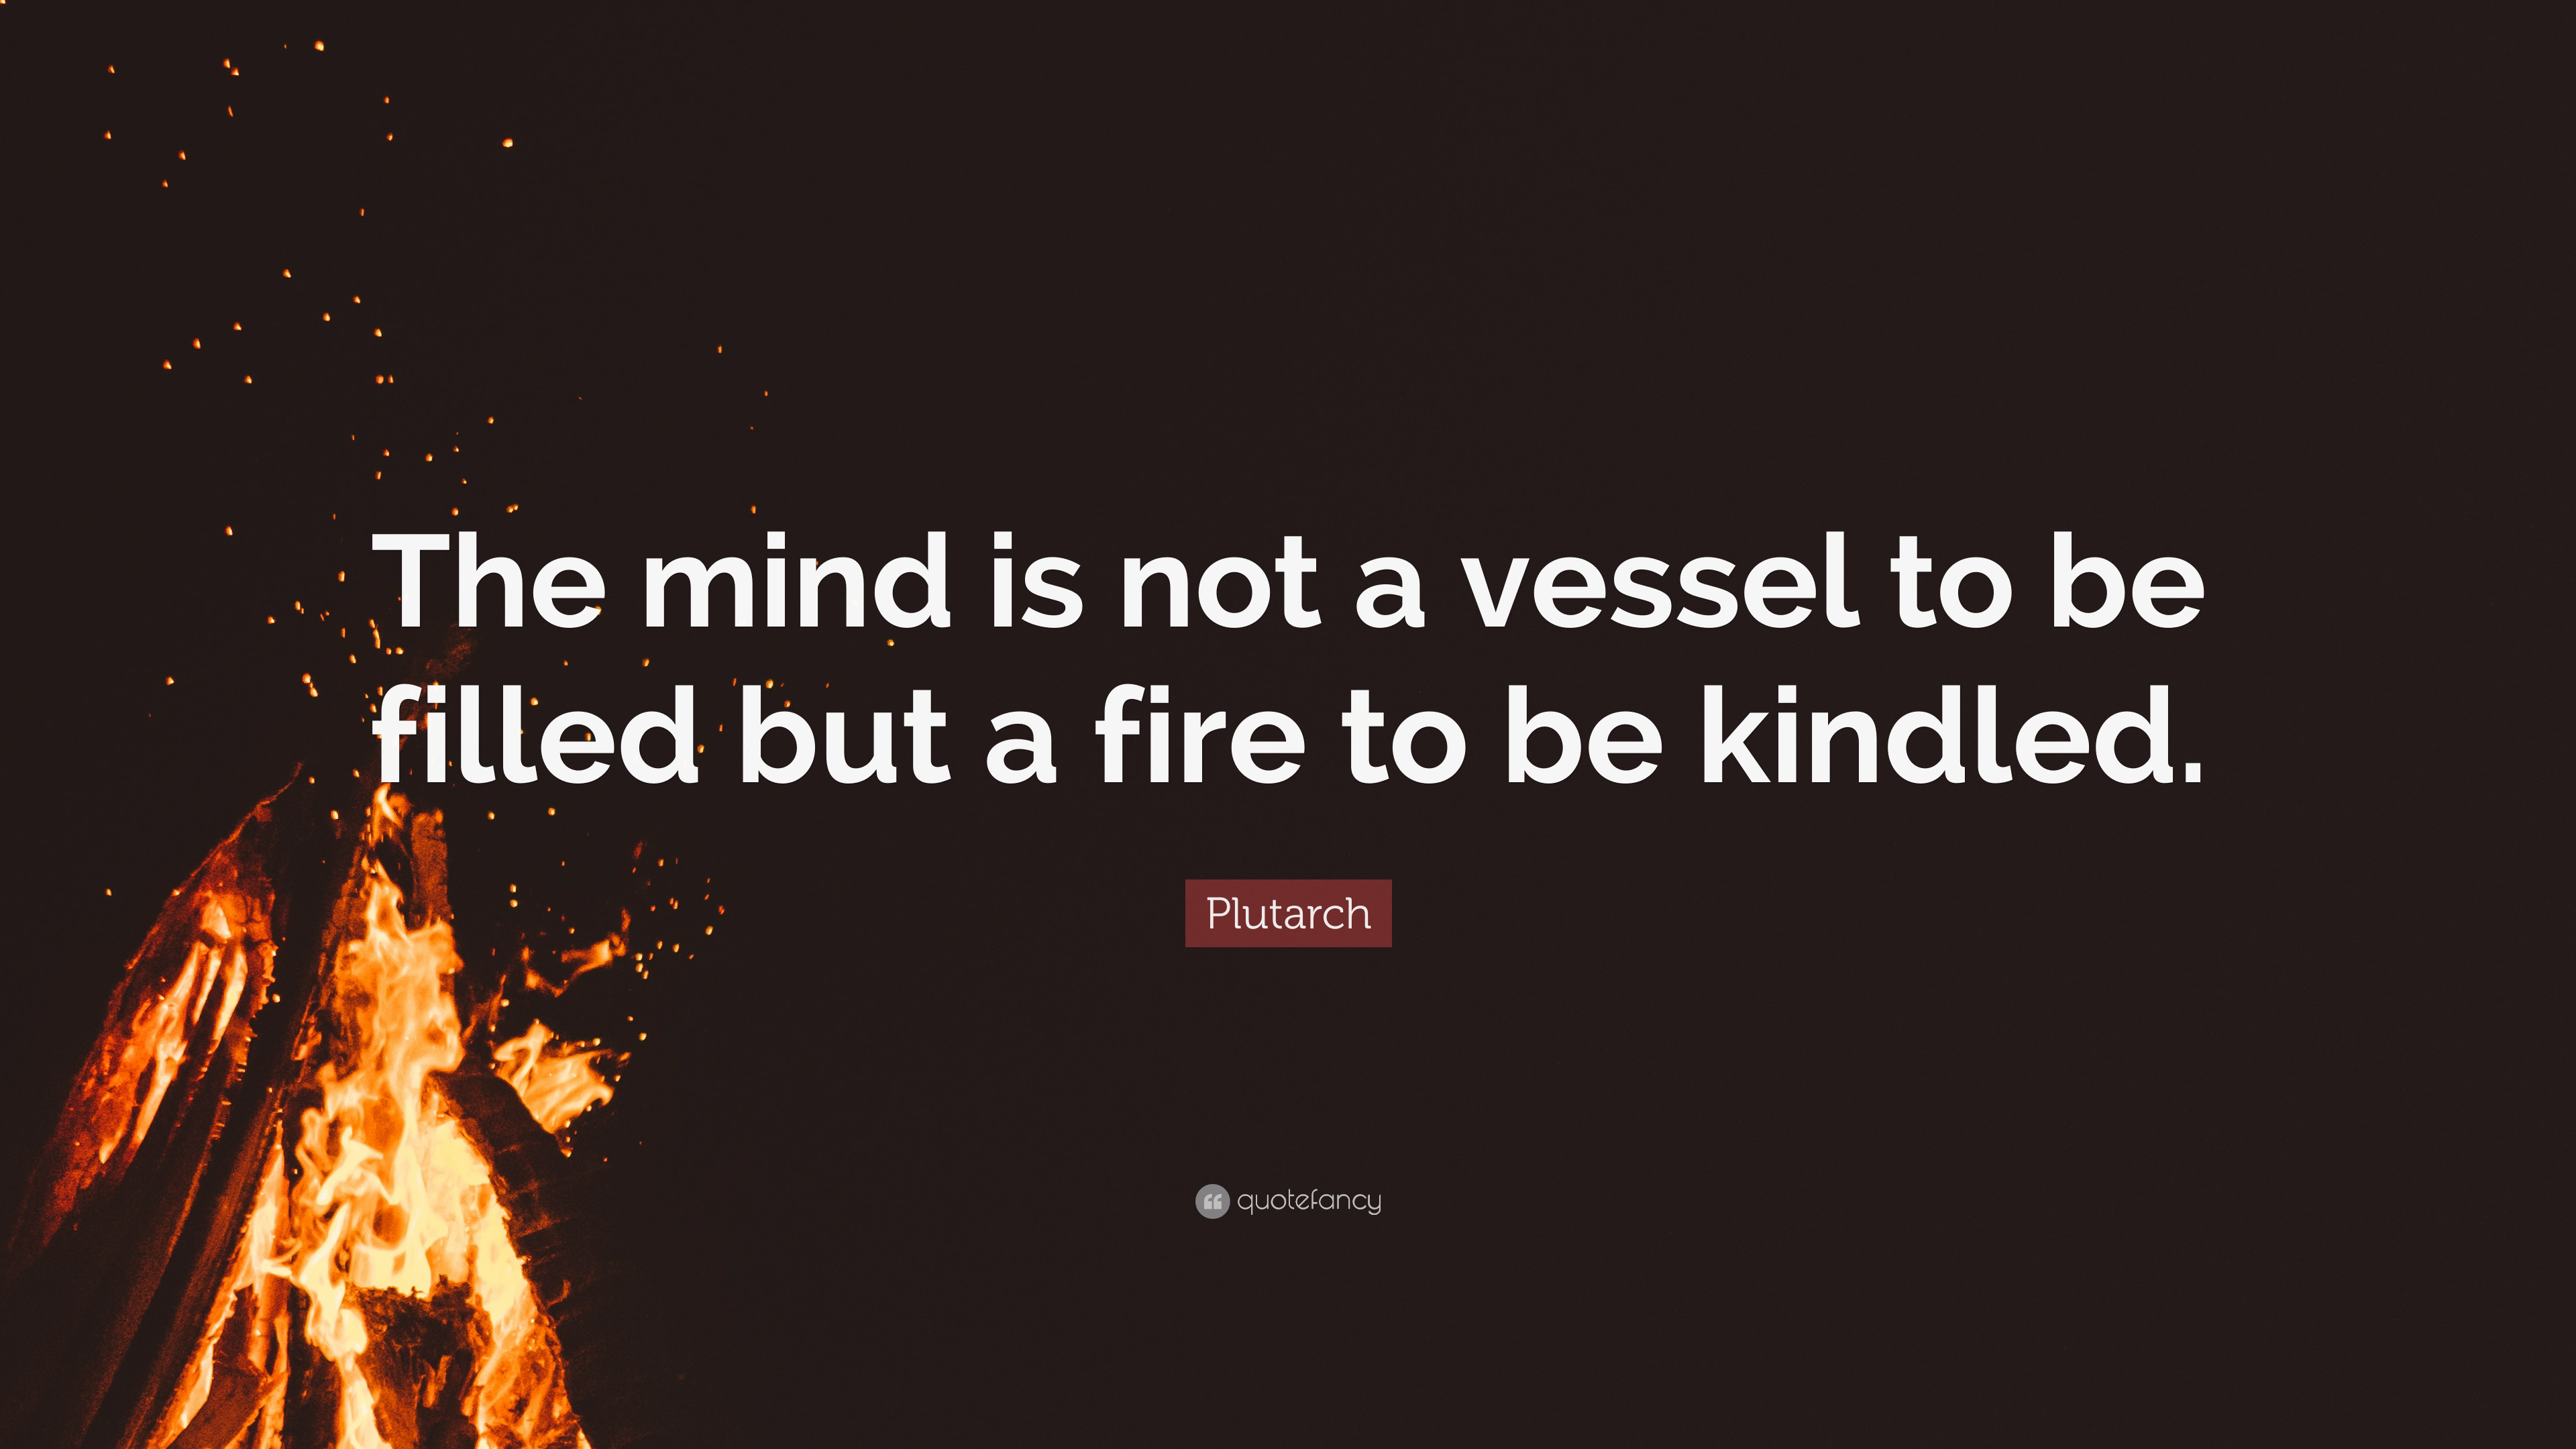 The mind is not a vessel to be
filled but a fire to be kindled.
Plutarch
quotefancy